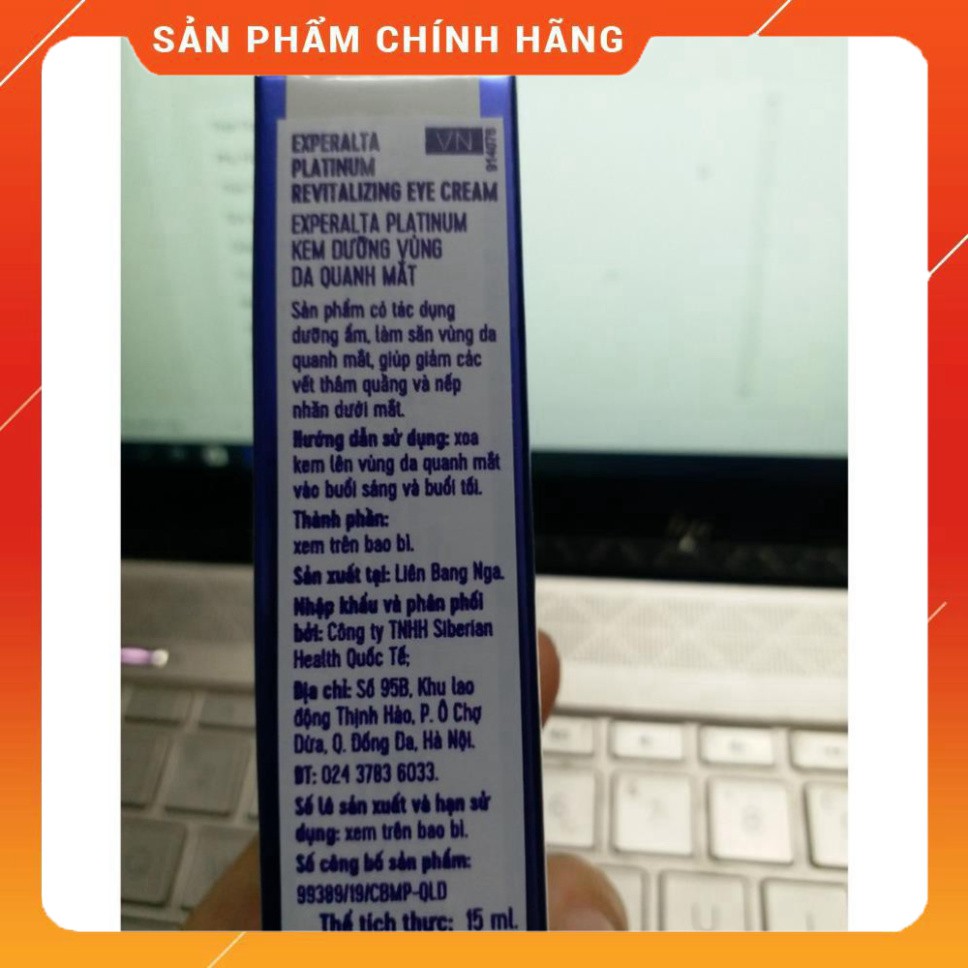 SẢN PHẨM CHÍNH HÃNG
EXPERALTA
PLATINUM
REVITALIZING EYE CREAM
VN
914076
EXPERALTA PLATINUM
KEM DƯỠNG VÙNG
DA QUANH MẮT
Sản phẩm có tác dụng
dưỡng ẩm, làm săn vùng da
quanh mắt, giúp giảm các
vết thâm quầng và nếp
nhăn dưới mắt.
Hướng dẫn sử dụng: xoa
kem lên vùng da quanh mắt
vào buổi sáng và buổi tối.
Thành phần:
xem trên bao bì.
Sản xuất tại: Liên Bang Nga.
Nhập khẩu và phân phối
bởi: Công ty TNHH Siberian
Health Quốc Tế;
Địa chỉ: Số 95B, Khu lao
động Thịnh Hào, P. Ô Chợ
Dừa, Q. Đống Đa, Hà Nội.
ĐT: 024 3783 6033.
Số lô sản xuất và hạn sử
dụng: xem trên bao bì.
Số công bố sản phẩm:
99389/19/CBMP-QLD
Thể tích thực: 15 ml.